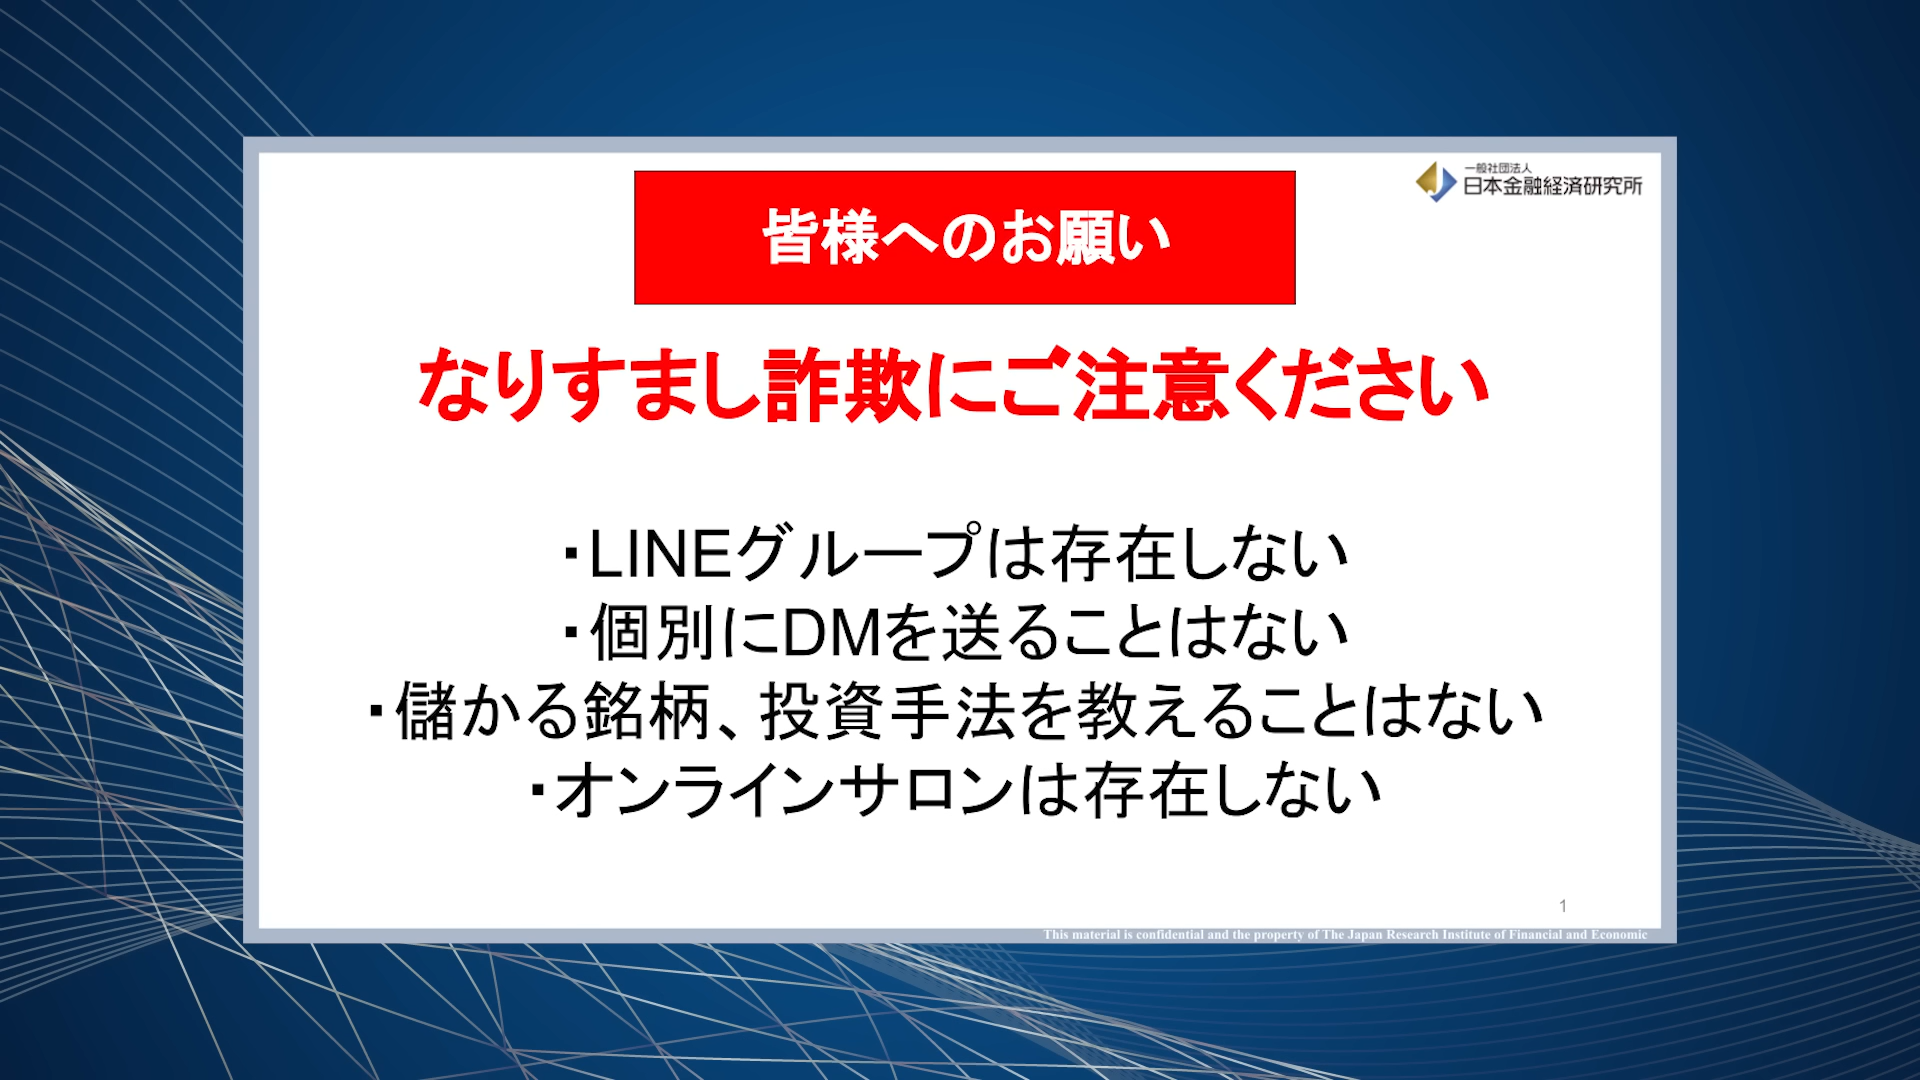 一般社団法人
日本金融経済研究所
皆様へのお願い
なりすまし詐欺にご注意ください
・LINEグループは存在しない
・個別にDMを送ることはない
・儲かる銘柄、投資手法を教えることはない
・オンラインサロンは存在しない
1
This material is confidential and the property of The Japan Research Institute of Financial and Economic